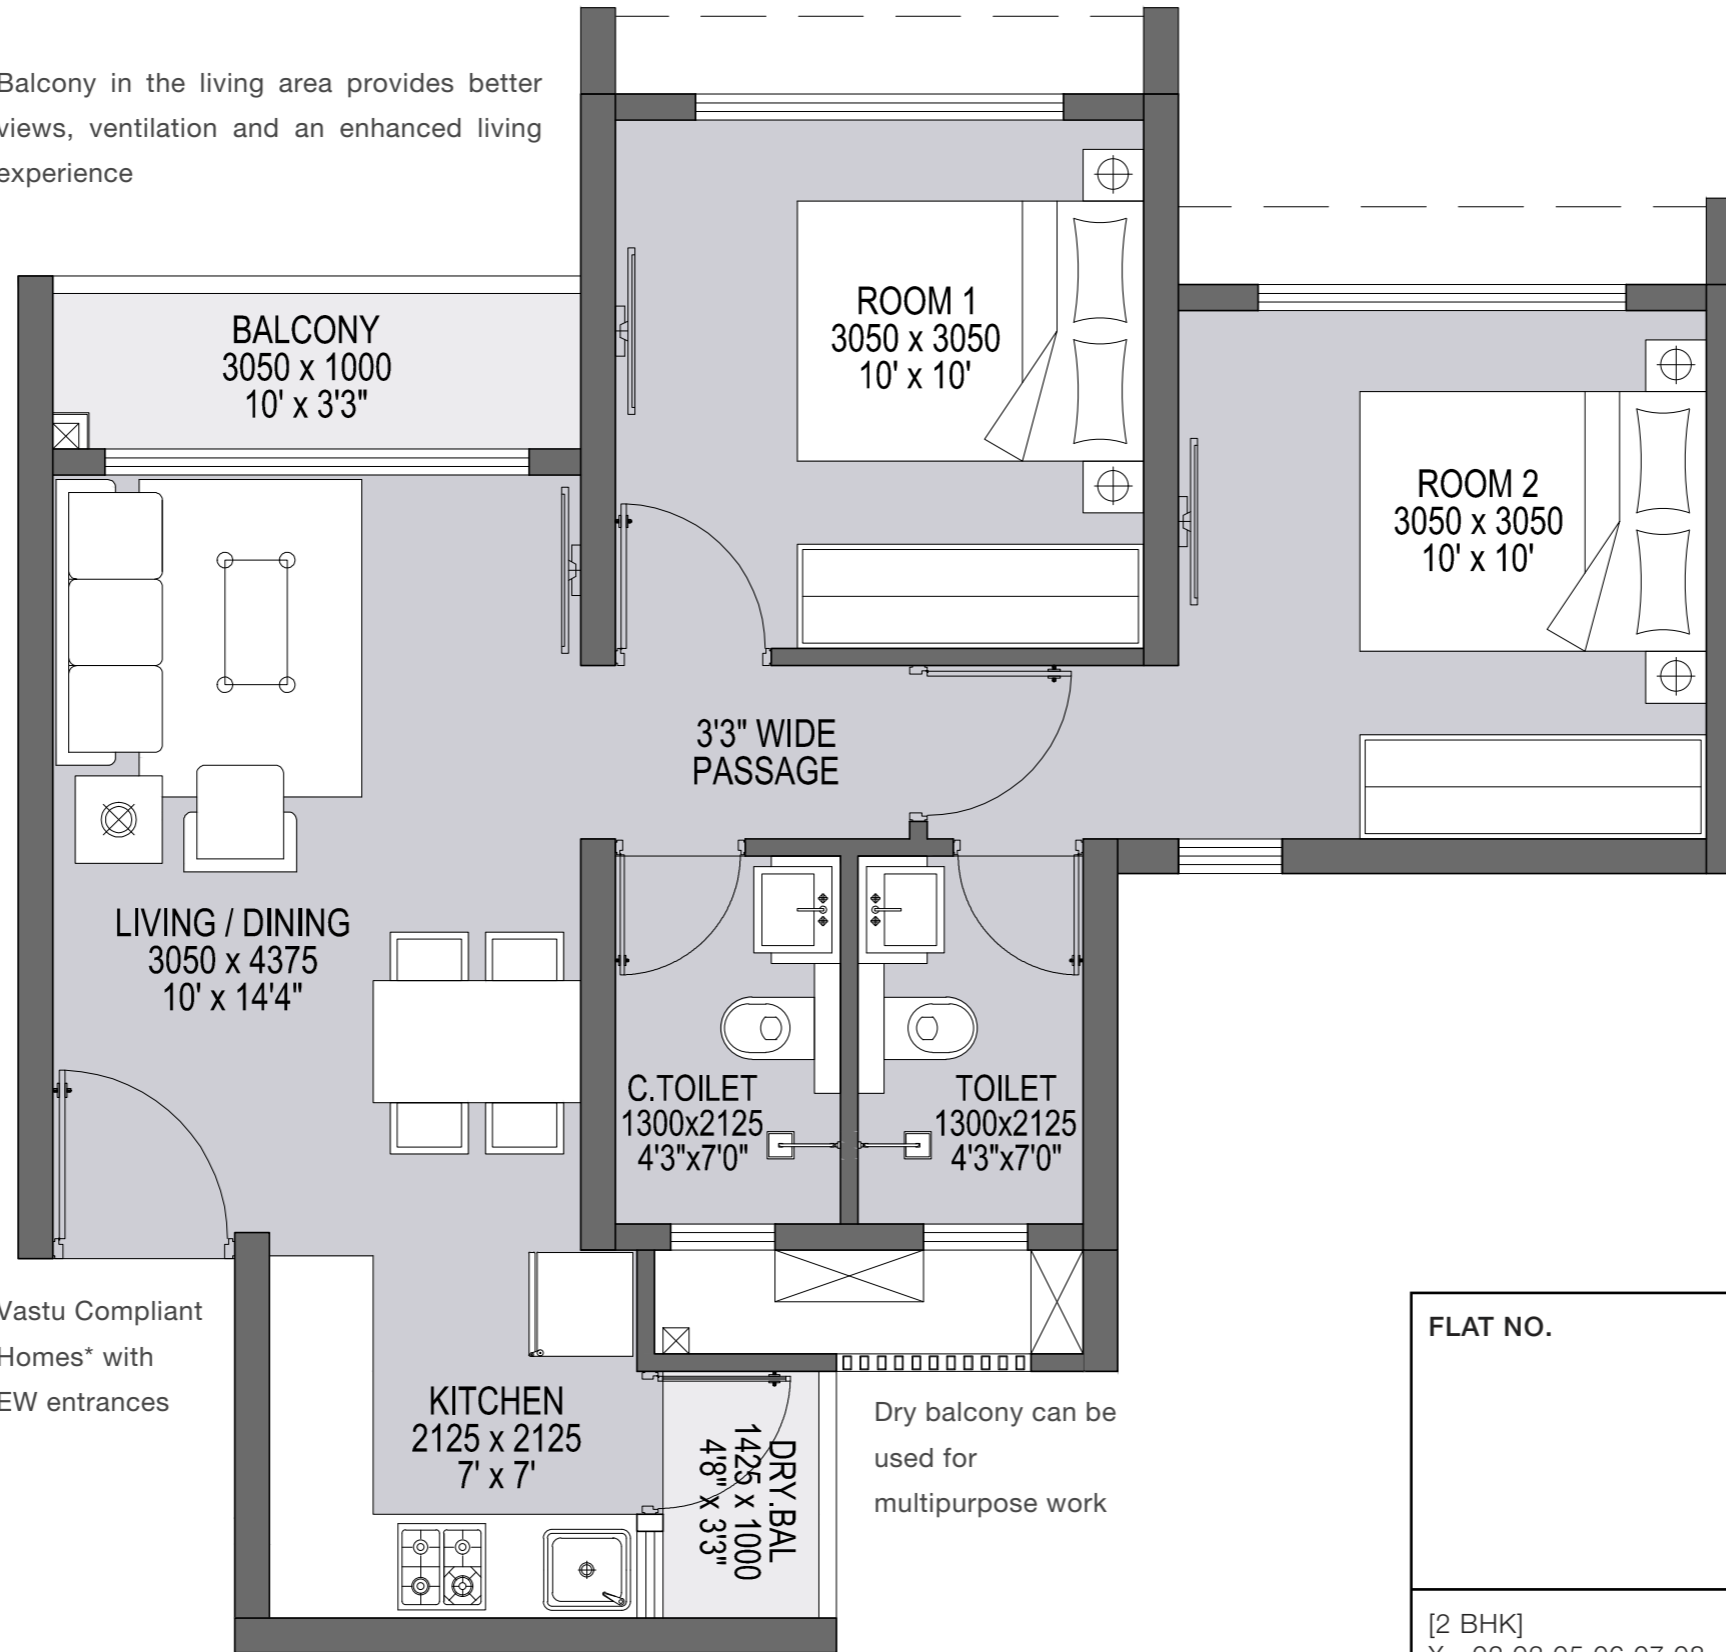 Balcony in the living area provides better
views, ventilation and an enhanced living
experience
BALCONY
3050 x 1000
10' x 3'3"
ROOM 1
3050 x 3050
10' x 10'
ROOM 2
3050 x 3050
10' x 10'
3'3" WIDE
PASSAGE
LIVING / DINING
3050 x 4375
10' x 14'4"
C.TOILET
1300x2125
4'3"x7'0"
TOILET
1300x2125
4'3"x7'0"
Vastu Compliant
Homes* with
EW entrances
KITCHEN
2125 x 2125
7' x 7'
DRY.BAL
1425 x 1000
4'8" x 3'3"
Dry balcony can be
used for
multipurpose work
FLAT NO.
[2 BHK]